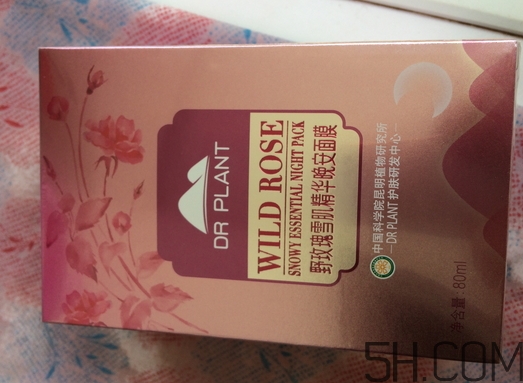 DR PLANT
WILD ROSE
SNOWY ESSENTIAL NIGHT PACK
野玫瑰雪肌精华晚安面膜
中国科学院昆明植物研究所
—DR PLANT 护肤研发中心—
净含量: 80ml
5H.COM